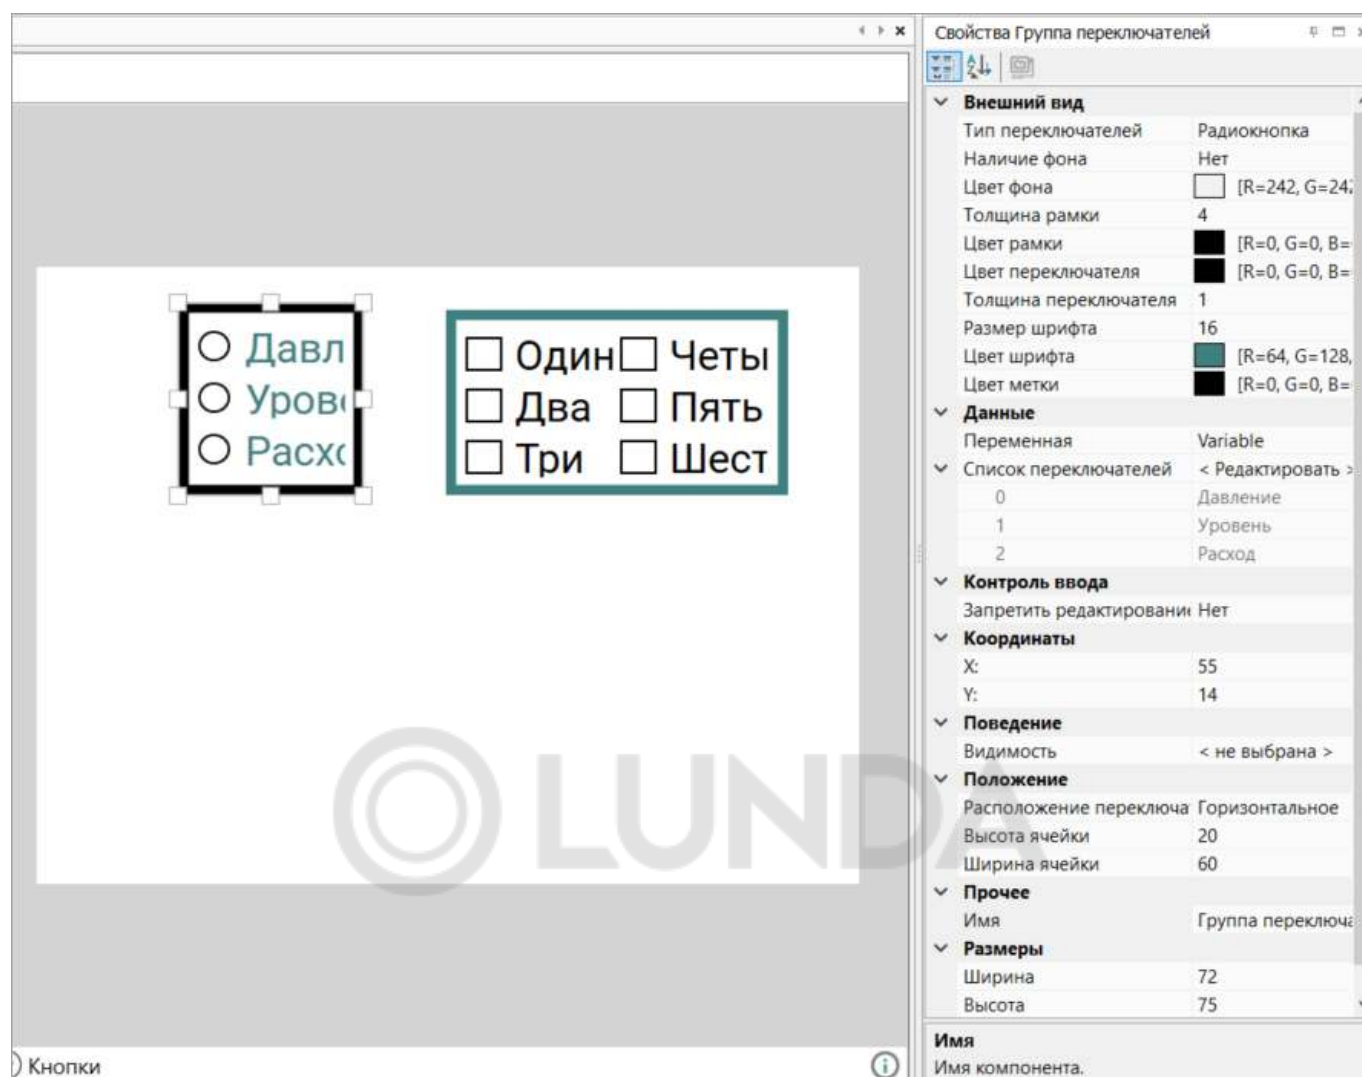 Свойства Группа переключателей
Внешний вид
Тип переключателей Радиокнопка
Наличие фона Нет
Цвет фона [R=242, G=242
Толщина рамки 4
Цвет рамки [R=0, G=0, B=
Цвет переключателя [R=0, G=0, B=
Толщина переключателя 1
Размер шрифта 16
Цвет шрифта [R=64, G=128,
Цвет метки [R=0, G=0, B=
Данные
Переменная Variable
Список переключателей < Редактировать >
0 Давление
1 Уровень
2 Расход
Контроль ввода
Запретить редактировани Нет
Координаты
X: 55
Y: 14
Поведение
Видимость < не выбрана >
Положение
Расположение переключа Горизонтальное
Высота ячейки 20
Ширина ячейки 60
Прочее
Имя Группа переключа
Размеры
Ширина 72
Высота 75
Имя
Имя компонента.
Давл
Уров
Расх
Один Четы
Два Пять
Три Шест
LUNDA
Кнопки